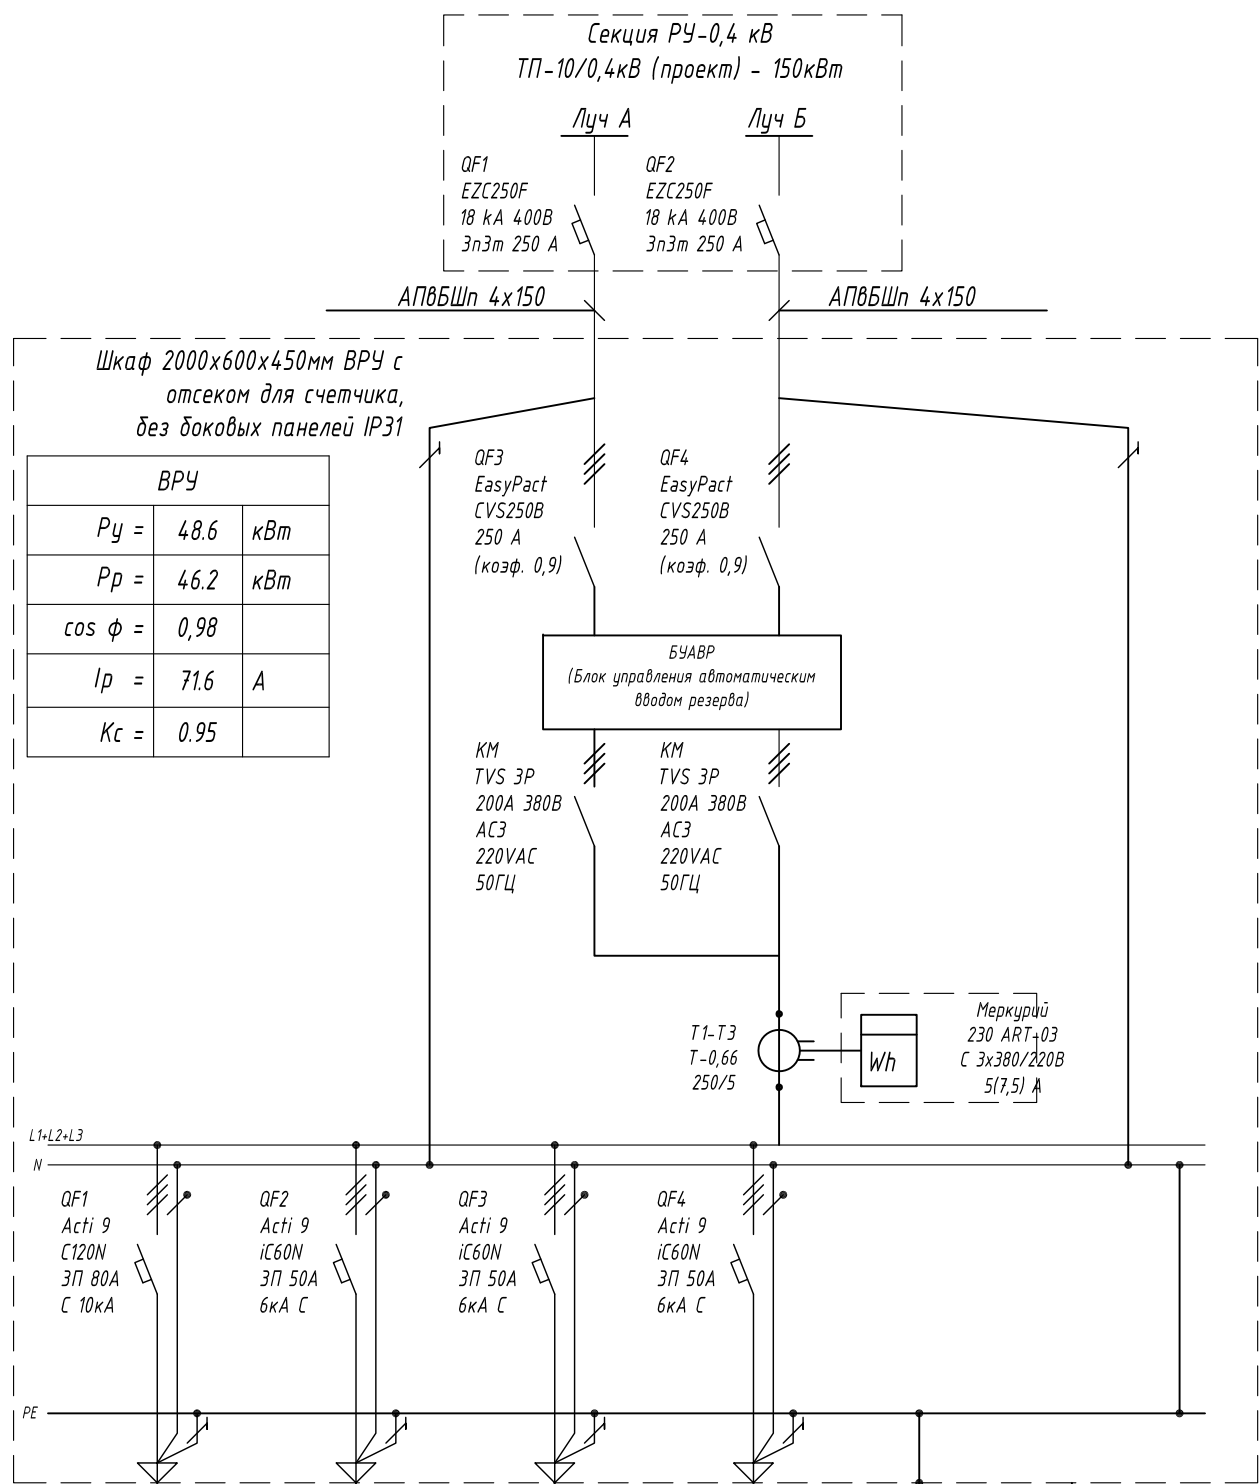 Секция РУ-0,4 кВ
ТП-10/0,4кВ (проект) - 150кВт
Луч А
Луч Б
QF1
EZC250F
18 kA 400В
3п3т 250 А
QF2
EZC250F
18 kA 400В
3п3т 250 А
АПвБШп 4х150
АПвБШп 4х150
Шкаф 2000х600х450мм ВРУ с
отсеком для счетчика,
без боковых панелей IP31
ВРУ
Ру = 48.6 кВт
Рр = 46.2 кВт
cos ф = 0,98
Iр = 71.6 А
Кс = 0.95
QF3
EasyPact
CVS250B
250 А
(коэф. 0,9)
QF4
EasyPact
CVS250B
250 А
(коэф. 0,9)
БУАВР
(Блок управления автоматическим
вводом резерва)
КМ
TVS 3P
200А 380В
AC3
220VAC
50ГЦ
КМ
TVS 3P
200А 380В
AC3
220VAC
50ГЦ
Т1-Т3
Т-0,66
250/5
Wh
Меркурий
230 ART-03
С 3х380/220В
5(7,5) А
L1+L2+L3
N
QF1
Acti 9
C120N
3П 80А
С 10кА
QF2
Acti 9
iC60N
3П 50А
6кА С
QF3
Acti 9
iC60N
3П 50А
6кА С
QF4
Acti 9
iC60N
3П 50А
6кА С
PE